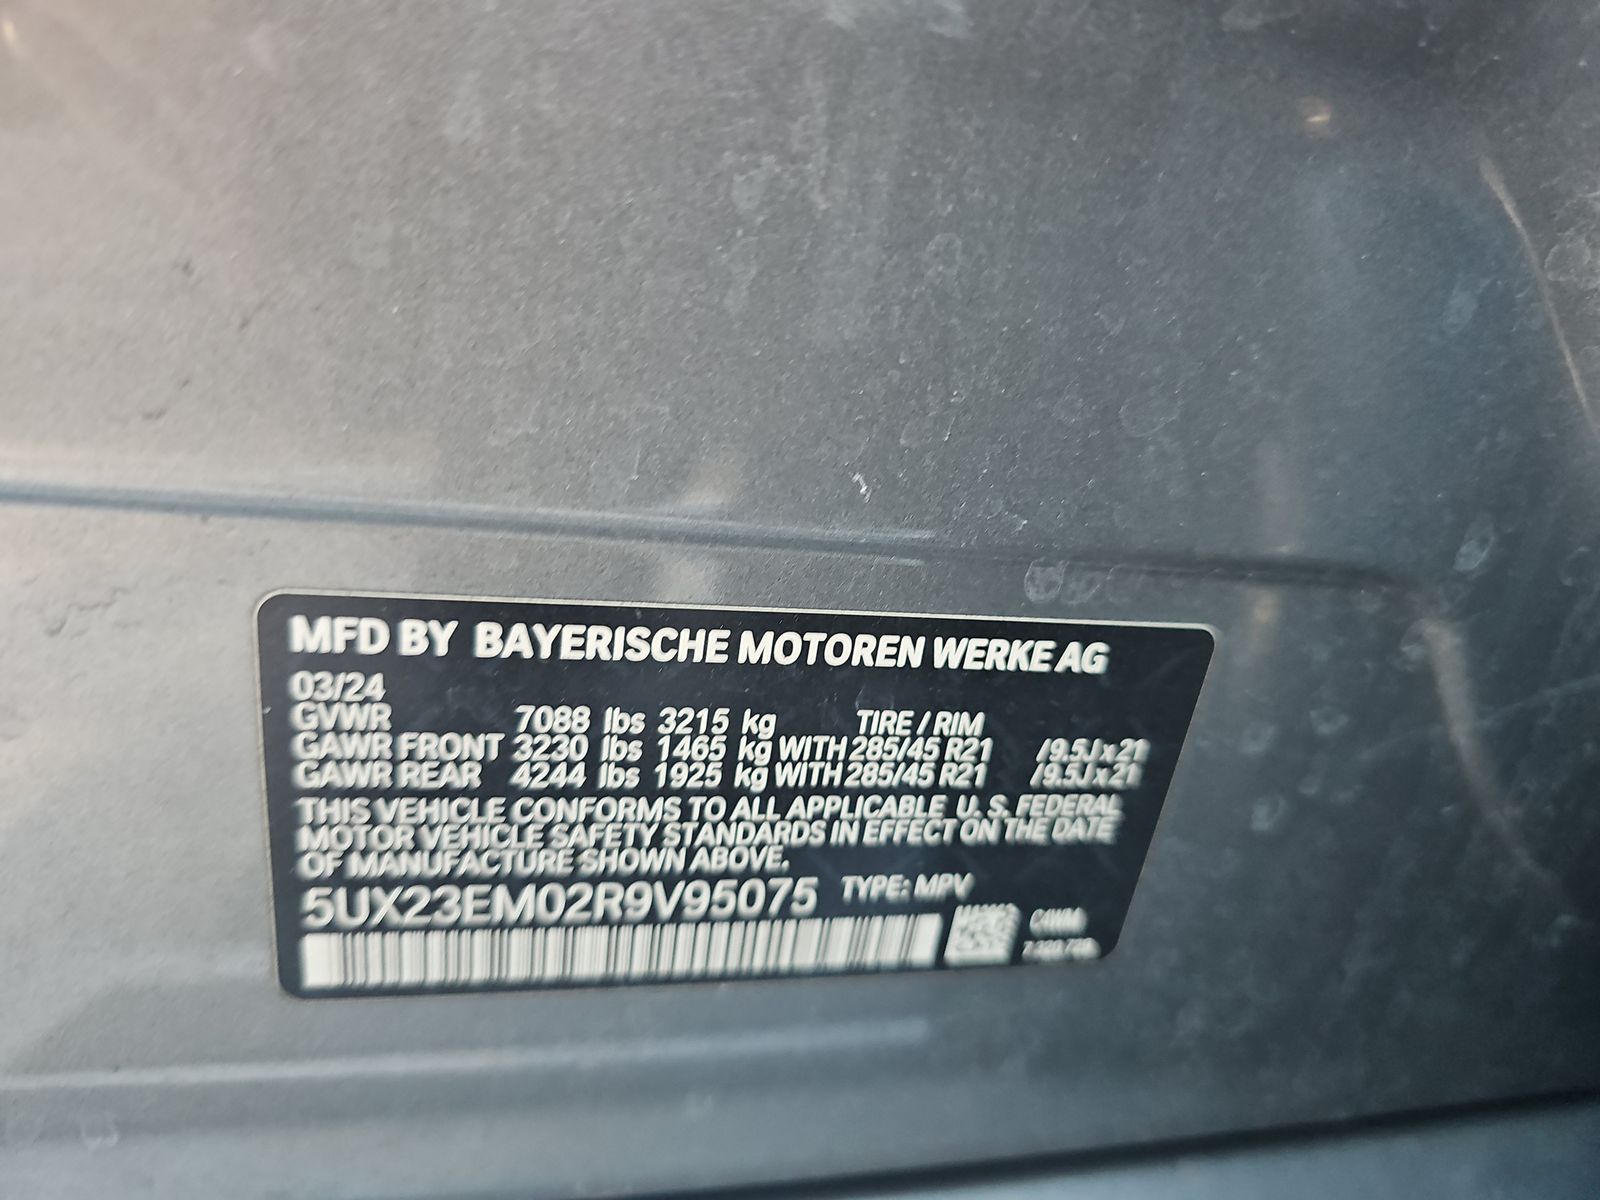 MFD BY BAYERISCHE MOTOREN WERKE AG
03/24
GVWR 7088 lbs 3215 kg TIRE / RIM
GAWR FRONT 3230 lbs 1465 kg WITH 285/45 R21 /9.5J x 21
GAWR REAR 4244 lbs 1925 kg WITH 285/45 R21 /9.5J x 21
THIS VEHICLE CONFORMS TO ALL APPLICABLE U. S. FEDERAL
MOTOR VEHICLE SAFETY STANDARDS IN EFFECT ON THE DATE
OF MANUFACTURE SHOWN ABOVE.
5UX23EM02R9V95075 TYPE: MPV